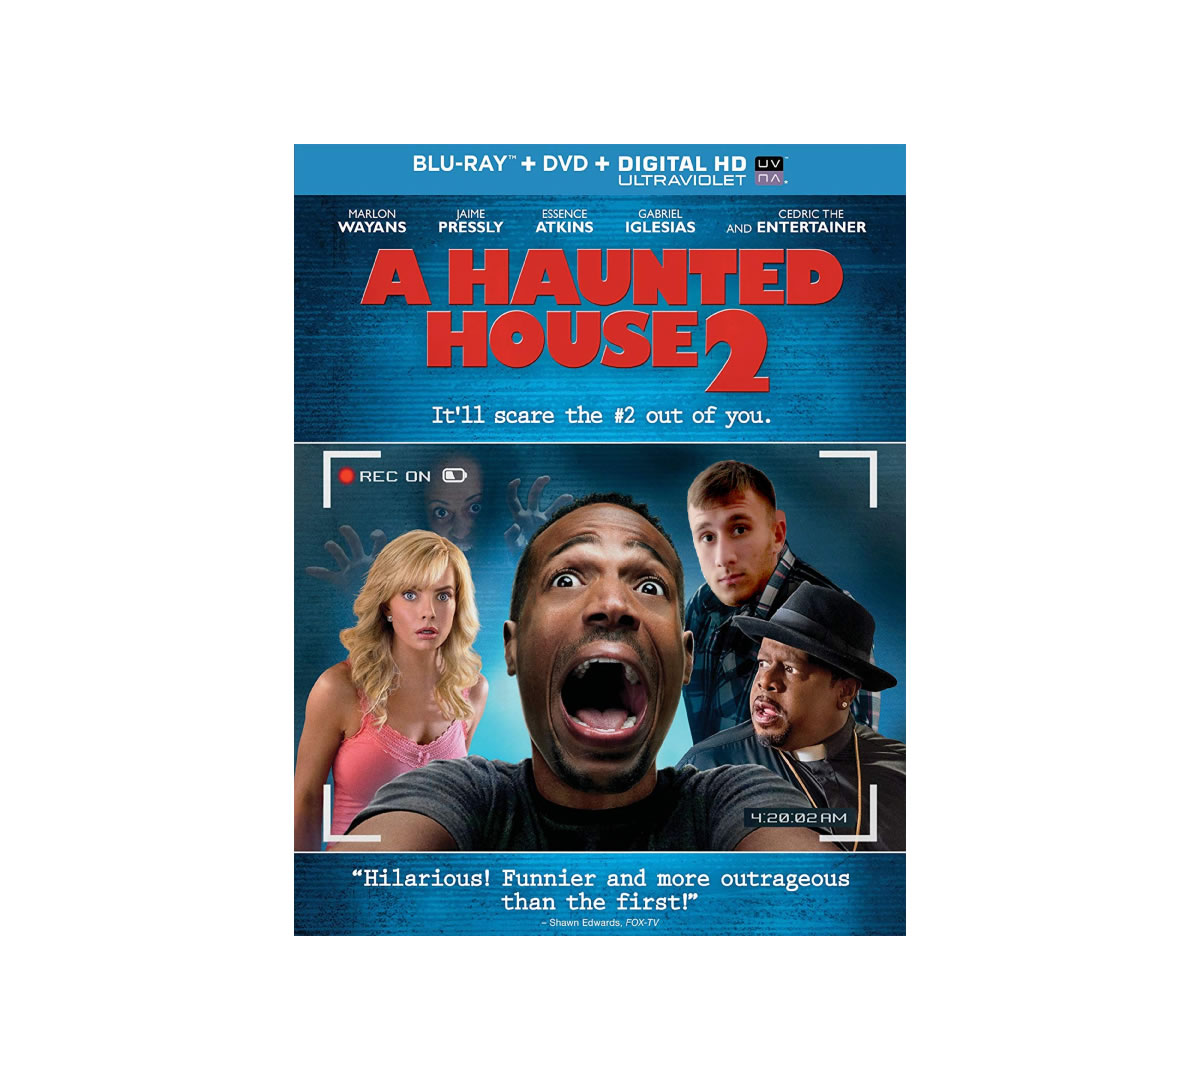 BLU-RAY™ + DVD + DIGITAL HD
ULTRAVIOLET
UV
MARLON WAYANS
JAIME PRESSLY
ESSENCE ATKINS
GABRIEL IGLESIAS
AND CEDRIC THE ENTERTAINER
A HAUNTED
HOUSE 2
It'll scare the #2 out of you.
REC ON
4:20:02 AM
“Hilarious! Funnier and more outrageous
than the first!”
– Shawn Edwards, FOX-TV